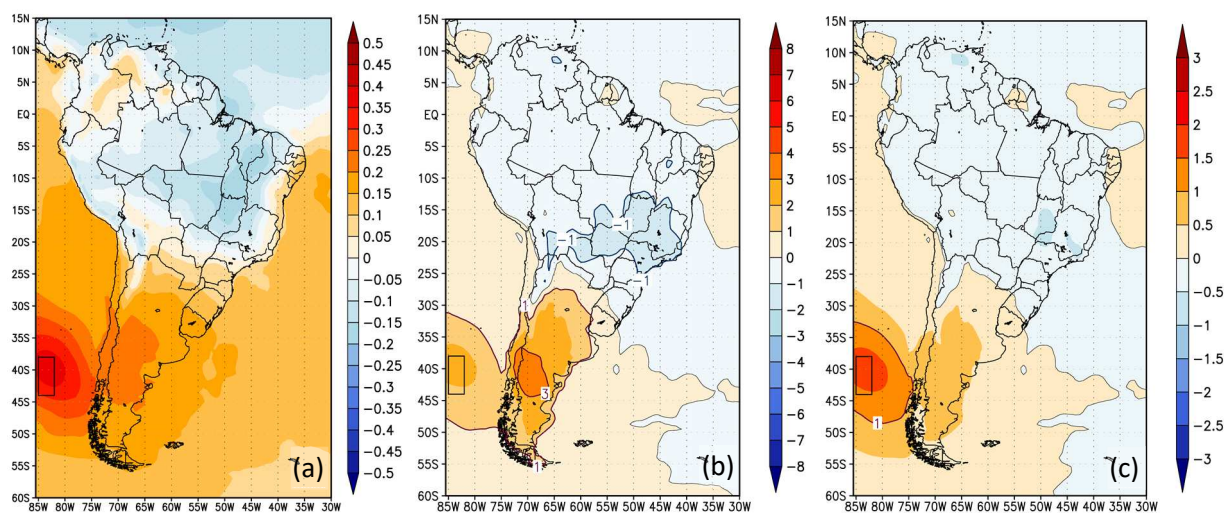 15N
10N
5N
EQ
5S
10S
15S
20S
25S
30S
35S
40S
45S
50S
55S
60S
85W 80W 75W 70W 65W 60W 55W 50W 45W 40W 35W 30W
0.5
0.45
0.4
0.35
0.3
0.25
0.2
0.15
0.1
0.05
0
−0.05
−0.1
−0.15
−0.2
−0.25
−0.3
−0.35
−0.4
−0.45
−0.5
(a)
15N
10N
5N
EQ
5S
10S
15S
20S
25S
30S
35S
40S
45S
50S
55S
60S
85W 80W 75W 70W 65W 60W 55W 50W 45W 40W 35W 30W
−1
−1
−1
1
3
1
8
7
6
5
4
3
2
1
0
−1
−2
−3
−4
−5
−6
−7
−8
(b)
15N
10N
5N
EQ
5S
10S
15S
20S
25S
30S
35S
40S
45S
50S
55S
60S
85W 80W 75W 70W 65W 60W 55W 50W 45W 40W 35W 30W
1
3
2.5
2
1.5
1
0.5
0
−0.5
−1
−1.5
−2
−2.5
−3
(c)